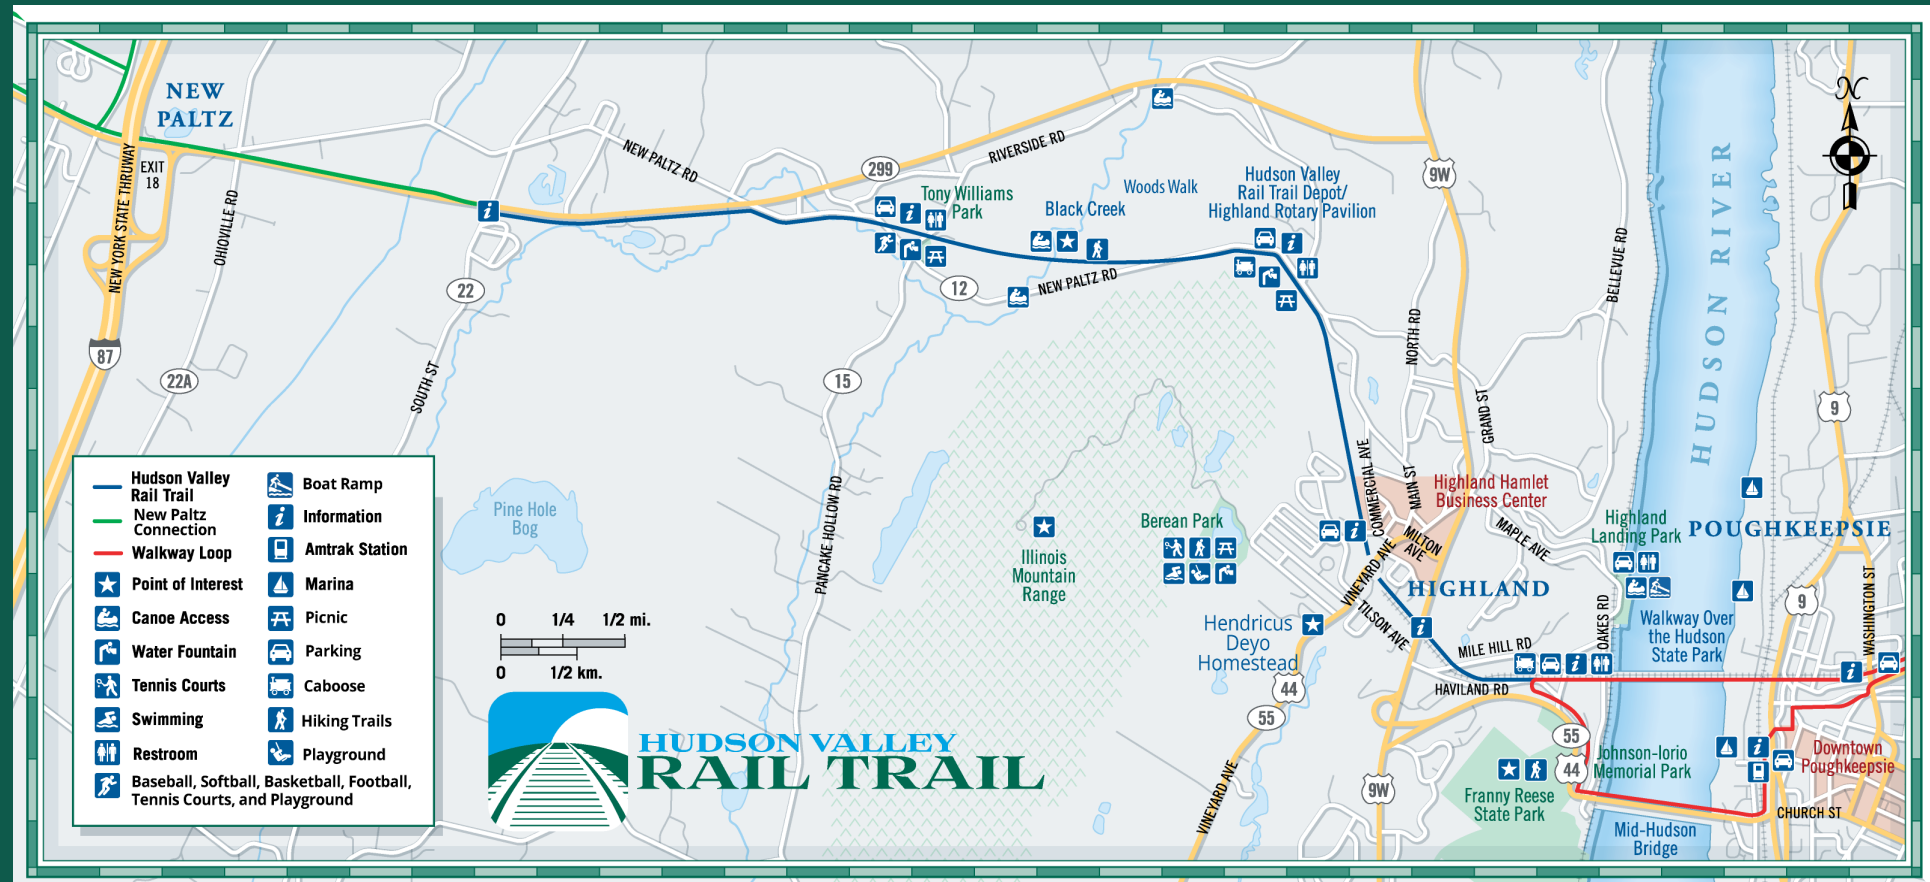 NEW
PALTZ
EXIT
18
NEW YORK STATE THRUWAY
OHIOVILLE RD
87
22A
22
SOUTH ST
NEW PALTZ RD
299
RIVERSIDE RD
Tony Williams
Park
Black Creek
Woods Walk
Hudson Valley
Rail Trail Depot/
Highland Rotary Pavilion
12
NEW PALTZ RD
15
PANCAKE HOLLOW RD
9W
NORTH RD
BELLEVUE RD
HUDSON RIVER
N
9
GRAND ST
COMMERCIAL AVE
MAIN ST
Highland Hamlet
Business Center
MILTON
AVE
MAPLE AVE
VINEYARD AVE
TILSON AVE
HIGHLAND
Highland
Landing Park
POUGHKEEPSIE
9
WASHINGTON ST
OAKES RD
Walkway Over
the Hudson
State Park
MILE HILL RD
HAVILAND RD
Pine Hole
Bog
Illinois
Mountain
Range
Berean Park
Hendricus
Deyo
Homestead
44
55
VINEYARD AVE
9W
55
44
Johnson-Iorio
Memorial Park
Franny Reese
State Park
Mid-Hudson
Bridge
Downtown
Poughkeepsie
CHURCH ST
Hudson Valley
Rail Trail
New Paltz
Connection
Walkway Loop
Point of Interest
Canoe Access
Water Fountain
Tennis Courts
Swimming
Restroom
Baseball, Softball, Basketball, Football,
Tennis Courts, and Playground
Boat Ramp
Information
Amtrak Station
Marina
Picnic
Parking
Caboose
Hiking Trails
Playground
0 1/4 1/2 mi.
0 1/2 km.
HUDSON VALLEY
RAIL TRAIL